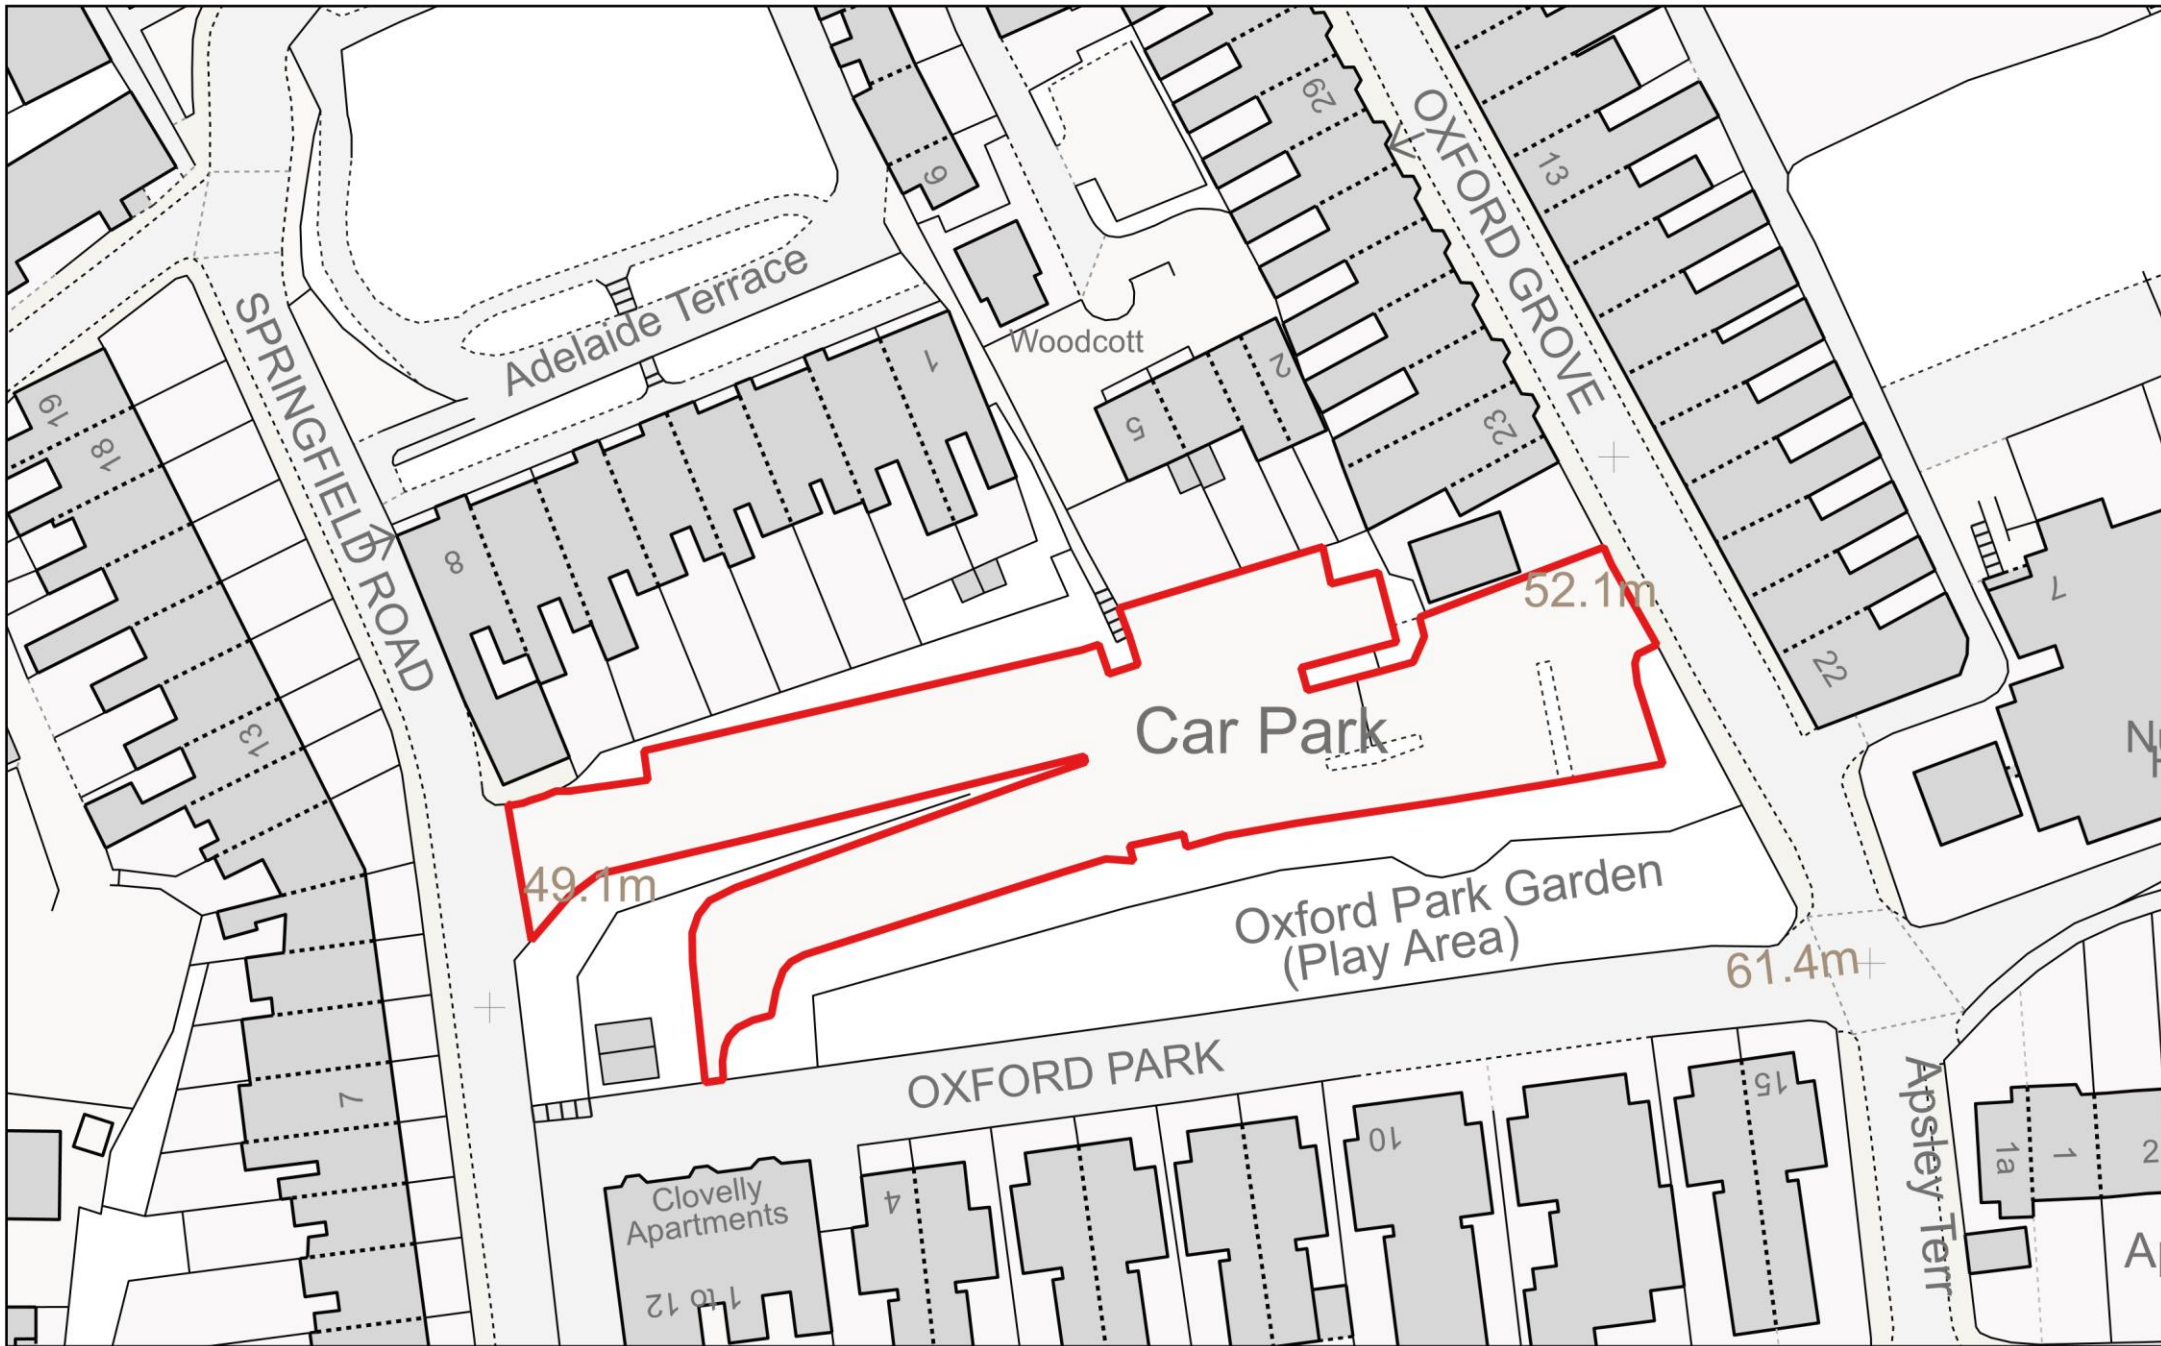 29
OXFORD GROVE
13
9
Adelaide Terrace
SPRINGFIELD ROAD
Woodcott
1
2
5
19
18
23
8
52.1m
7
22
13
Car Park
49.1m
Oxford Park Garden
(Play Area)
61.4m
OXFORD PARK
7
15
Apsley Terr
10
1a
1
2
4
Clovelly
Apartments
1 to 12